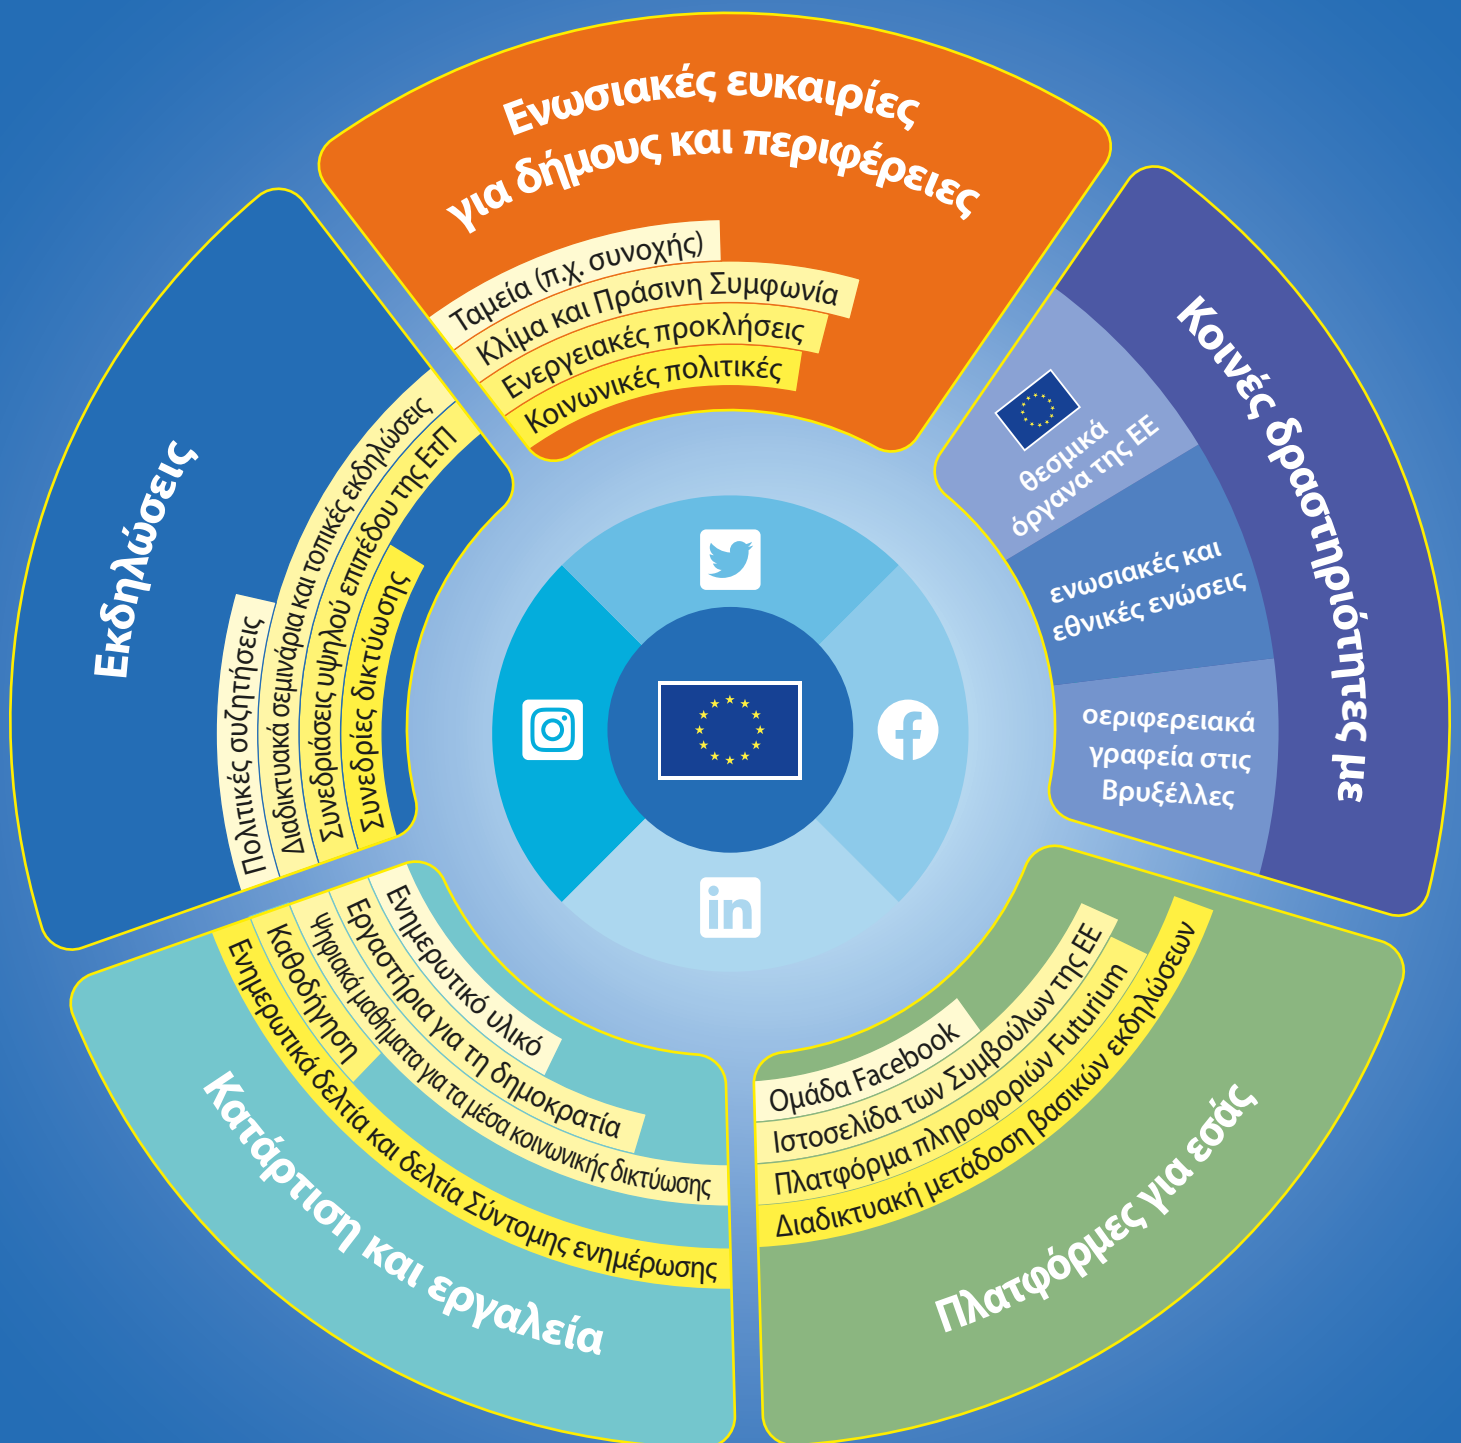 Ενωσιακές ευκαιρίες
για δήμους και περιφέρειες
Ταμεία (π.χ. συνοχής)
Κλίμα και Πράσινη Συμφωνία
Ενεργειακές προκλήσεις
Κοινωνικές πολιτικές
Κοινές δραστηριότητες με
θεσμικά
όργανα της ΕΕ
ενωσιακές και
εθνικές ενώσεις
οεριφερειακά
γραφεία στις
Βρυξέλλες
Πλατφόρμες για εσάς
Ομάδα Facebook
Ιστοσελίδα των Συμβούλων της ΕΕ
Πλατφόρμα πληροφοριών Futurium
Διαδικτυακή μετάδοση βασικών εκδηλώσεων
Κατάρτιση και εργαλεία
Ενημερωτικό υλικό
Εργαστήρια για τη δημοκρατία
Ψηφιακά μαθήματα για τα μέσα κοινωνικής δικτύωσης
Καθοδήγηση
Ενημερωτικά δελτία και δελτία Σύντομης ενημέρωσης
Εκδηλώσεις
Πολιτικές συζητήσεις
Διαδικτυακά σεμινάρια και τοπικές εκδηλώσεις
Συνεδριάσεις υψηλού επιπέδου της ΕτΠ
Συνεδρίες δικτύωσης
in